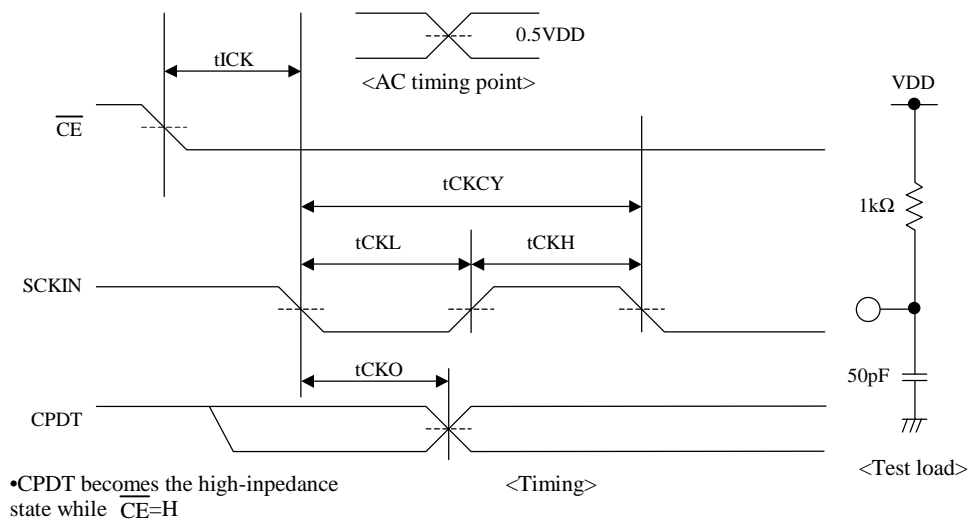 tICK
0.5VDD
<AC timing point>
VDD
CE
tCKCY
1kΩ
tCKL
tCKH
SCKIN
tCKO
50pF
CPDT
<Test load>
•CPDT becomes the high-inpedance
state while CE=H
<Timing>